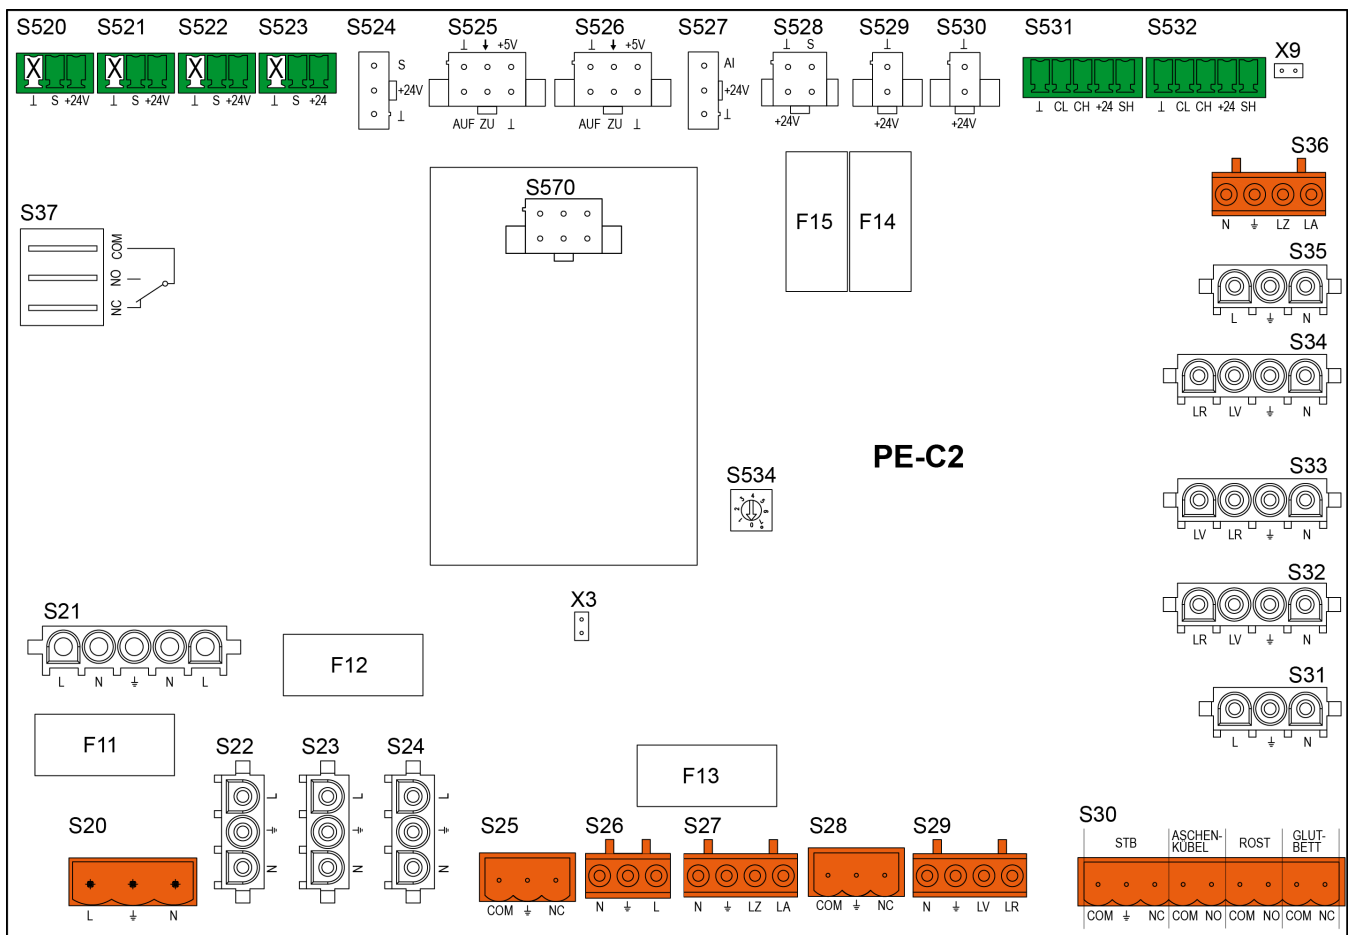 S520 S521 S522 S523 S524 S525 S526 S527 S528 S529 S530 S531 S532
X9
⊥ ↓ +5V ⊥ ↓ +5V ⊥ S ⊥ ⊥
X X X X
S
+24V
⊥
AI
+24V
⊥
⊥ S +24V ⊥ S +24V ⊥ S +24V ⊥ S +24
AUF ZU ⊥ AUF ZU ⊥ +24V +24V +24V
⊥ CL CH +24 SH ⊥ CL CH +24 SH
S36
N ⏚ LZ LA
S570
F15 F14
S37
COM
NO
NC
S35
L ⏚ N
S34
LR LV ⏚ N
PE-C2
S534
0 2 4 6
S33
LV LR ⏚ N
S32
LR LV ⏚ N
X3
S21
L N ⏚ N L
F12
S31
L ⏚ N
F11
S22 S23 S24
L ⏚ N L ⏚ N L ⏚ N
F13
S20
L ⏚ N
S25 S26 S27 S28 S29
COM ⏚ NC N ⏚ L N ⏚ LZ LA COM ⏚ NC N ⏚ LV LR
S30
STB ASCHEN- ROST GLUT-
KÜBEL BETT
COM ⏚ NC COM NO COM NO COM NC